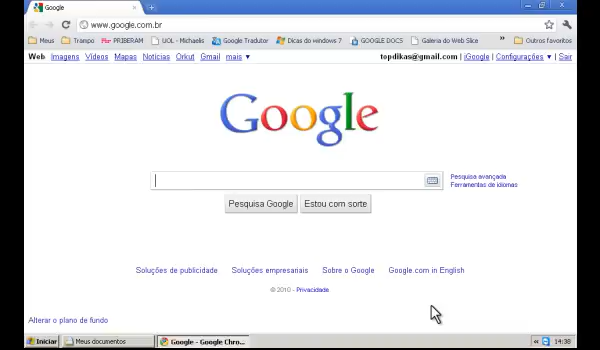 Google
www.google.com.br
Meus Trampo PRIBERAM UOL - Michaelis Google Tradutor Dicas do windows 7 GOOGLE DOCS Galeria do Web Slice » Outros favoritos
Web Imagens Vídeos Mapas Notícias Orkut Gmail mais ▼ topdikas@gmail.com | iGoogle | Configurações ▼ | Sair
Google
Pesquisa avançada
Ferramentas de idiomas
Pesquisa Google Estou com sorte
Soluções de publicidade Soluções empresariais Sobre o Google Google.com in English
© 2010 - Privacidade
Alterar o plano de fundo
Iniciar Meus documentos Google - Google Chro... « 14:38